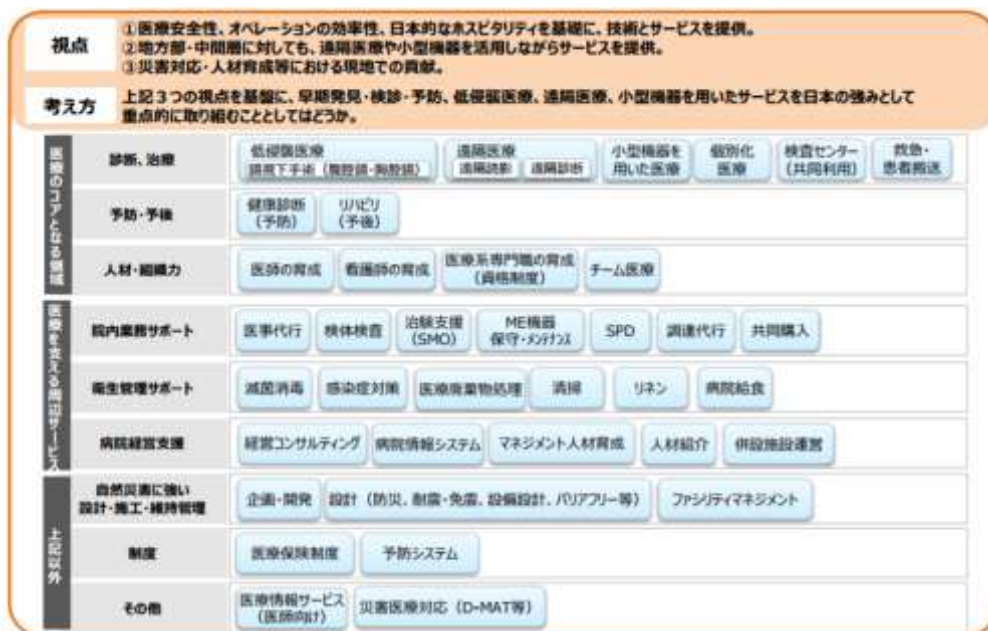 視点
①医療安全性、オペレーションの効率性、日本的なホスピタリティを基礎に、技術とサービスを提供。
②地方部・中間層に対しても、遠隔医療や小型機器を活用しながらサービスを提供。
③災害対応・人材育成等における現地での貢献。
考え方
上記3つの視点を基盤に、早期発見・検診・予防、低侵襲医療、遠隔医療、小型機器を用いたサービスを日本の強みとして
重点的に取り組むこととしてはどうか。
医療のコアとなる領域
診断、治療
低侵襲医療
鏡視下手術（腹腔鏡・胸腔鏡）
遠隔医療
遠隔読影
遠隔診断
小型機器を
用いた医療
個別化
医療
検査センター
（共同利用）
救急・
患者搬送
予防・予後
健康診断
（予防）
リハビリ
（予後）
人材・組織力
医師の育成
看護師の育成
医療系専門職の育成
（資格制度）
チーム医療
医療を支える周辺サービス
院内業務サポート
医事代行
検体検査
治験支援
（SMO）
ME機器
保守・メンテナンス
SPD
調達代行
共同購入
衛生管理サポート
滅菌消毒
感染症対策
医療廃棄物処理
清掃
リネン
病院給食
病院経営支援
経営コンサルティング
病院情報システム
マネジメント人材育成
人材紹介
併設施設運営
上記以外
自然災害に強い
設計・施工・維持管理
企画・開発
設計（防災、耐震・免震、設備設計、バリアフリー等）
ファシリティマネジメント
制度
医療保険制度
予防システム
その他
医療情報サービス
（医師向け）
災害医療対応（D-MAT等）